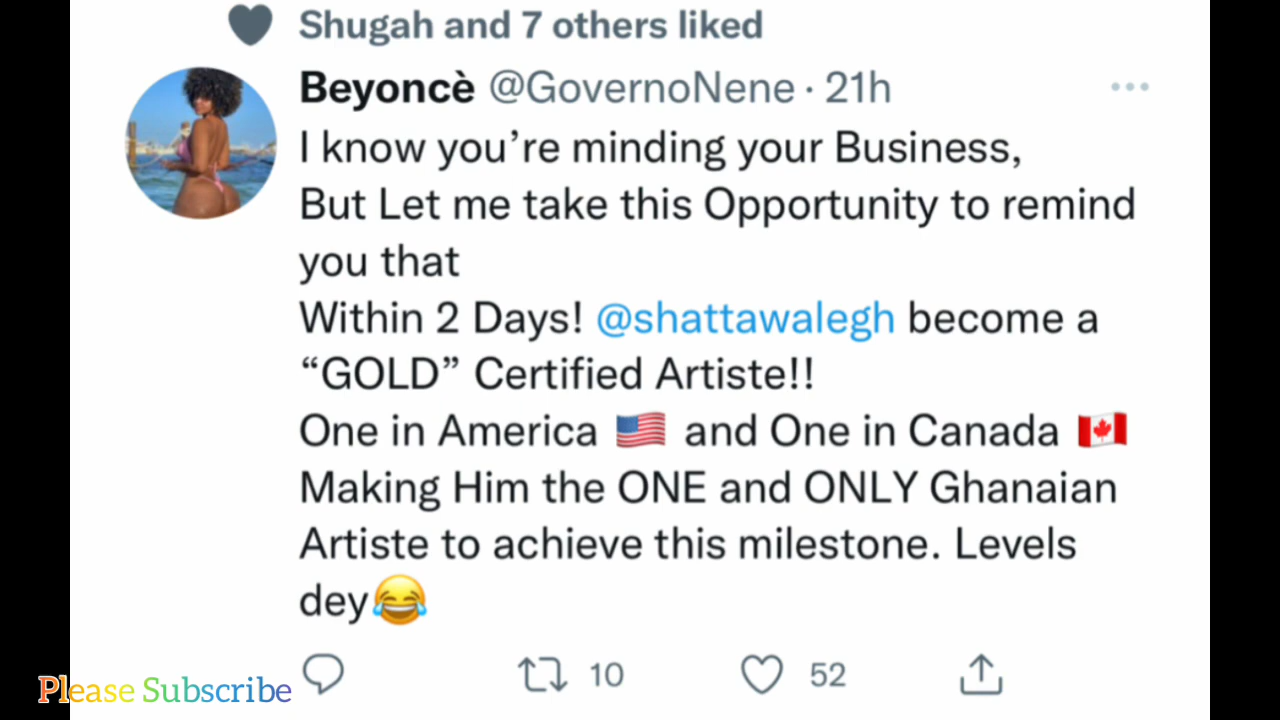 Shugah and 7 others liked
Beyoncè @GovernoNene · 21h
I know you’re minding your Business,
But Let me take this Opportunity to remind
you that
Within 2 Days! @shattawalegh become a
“GOLD” Certified Artiste!!
One in America 🇺🇸 and One in Canada 🇨🇦
Making Him the ONE and ONLY Ghanaian
Artiste to achieve this milestone. Levels
dey😂
10 52
Please Subscribe